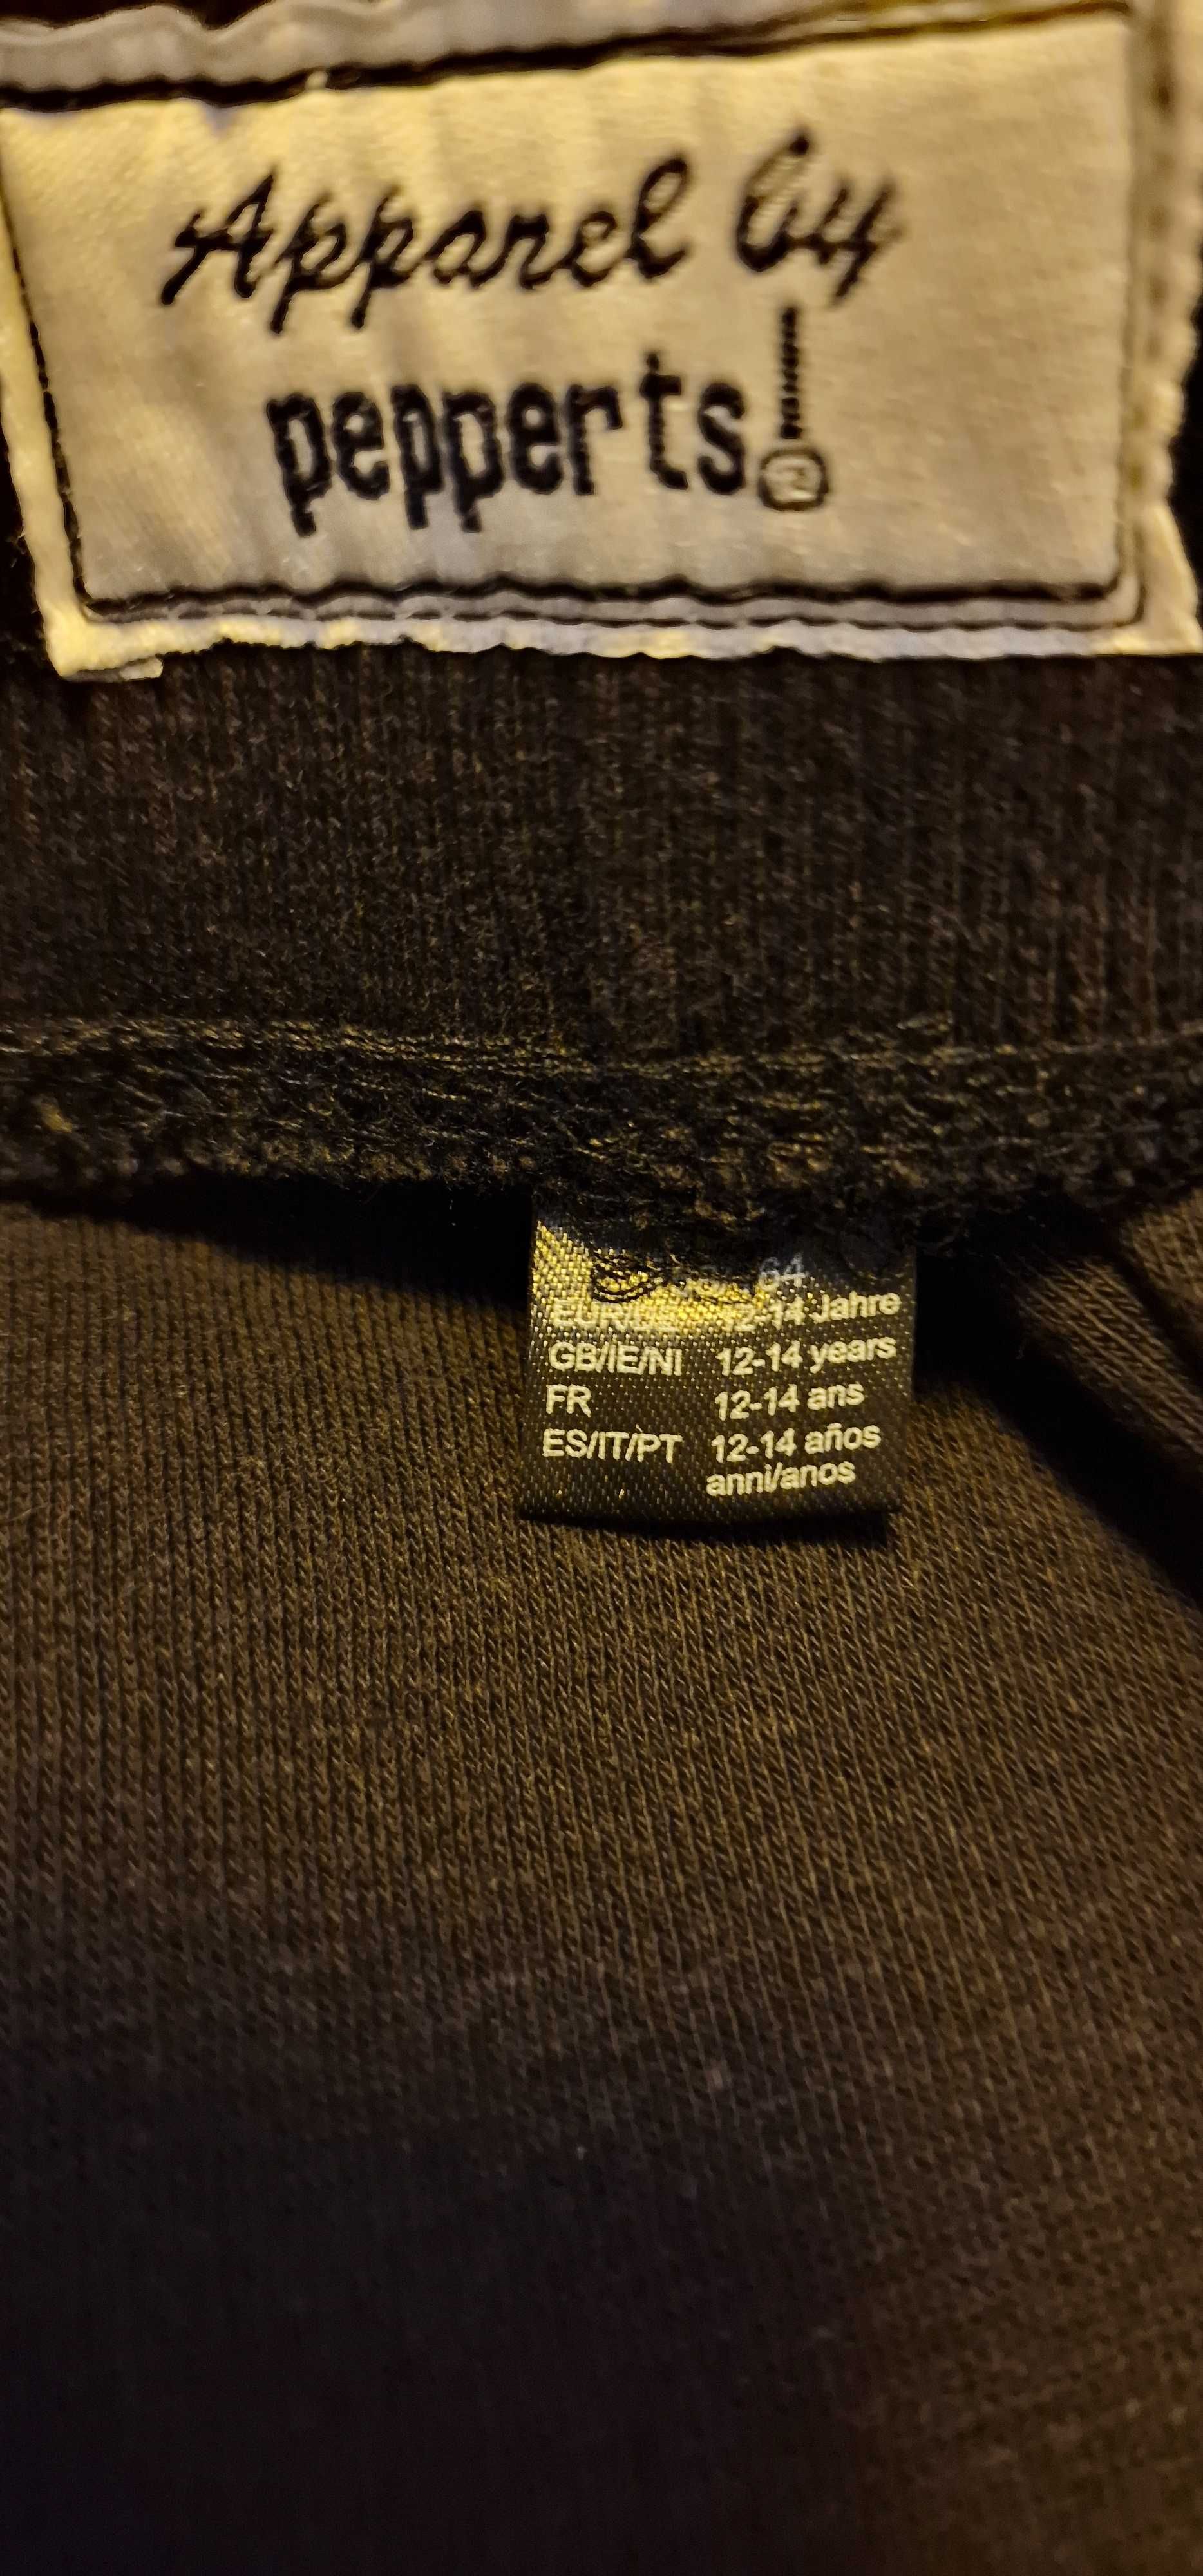 Apparel by
pepperts!
64
12-14 Jahre
GB/IE/NI 12-14 years
FR 12-14 ans
ES/IT/PT 12-14 años
anni/anos